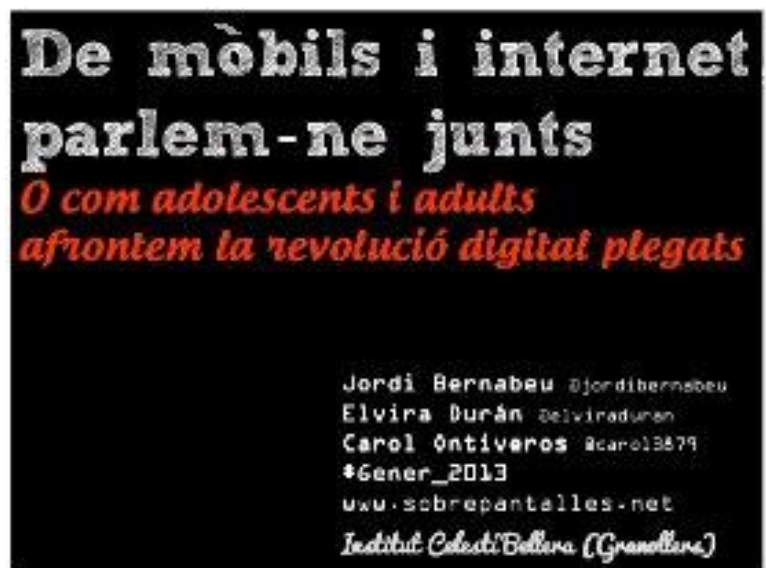 De mòbils i internet
parlem-ne junts
O com adolescents i adults
afrontem la revolució digital plegats
Jordi Bernabeu @jordibernabeu
Elvira Durán @elviraduran
Carol Ontiveros @carol3879
#Gener_2013
www.sobrepantalles.net
Institut Celestí Bellera (Granollers)